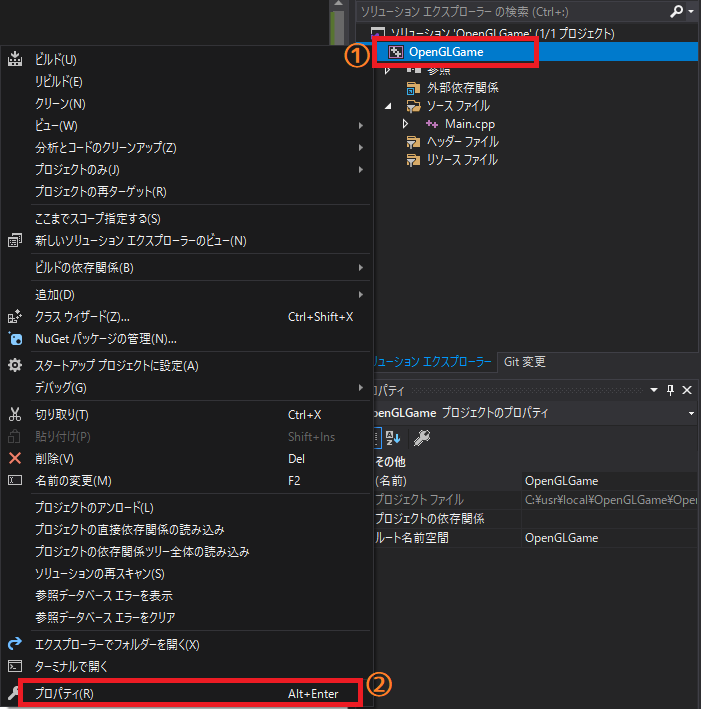 ソリューション エクスプローラー の検索 (Ctrl+:)
ソリューション 'OpenGLGame' (1/1 プロジェクト)
①
OpenGLGame
参照
外部依存関係
ソース ファイル
Main.cpp
ヘッダー ファイル
リソース ファイル
ビルド(U)
リビルド(E)
クリーン(N)
ビュー(W)
分析とコードのクリーンアップ(Z)
プロジェクトのみ(J)
プロジェクトの再ターゲット(R)
ここまでスコープ指定する(S)
新しいソリューション エクスプローラーのビュー(N)
ビルドの依存関係(B)
追加(D)
クラス ウィザード(Z)... Ctrl+Shift+X
NuGet パッケージの管理(N)...
スタートアップ プロジェクトに設定(A)
デバッグ(G)
切り取り(T) Ctrl+X
貼り付け(P) Shift+Ins
削除(V) Del
名前の変更(M) F2
プロジェクトのアンロード(L)
プロジェクトの直接依存関係の読み込み
プロジェクトの依存関係ツリー全体の読み込み
ソリューションの再スキャン(S)
参照データベース エラーを表示
参照データベース エラーをクリア
エクスプローラーでフォルダーを開く(X)
ターミナルで開く
プロパティ(R) Alt+Enter
②
リューション エクスプローラー Git 変更
ロパティ
penGLGame プロジェクトのプロパティ
その他
(名前) OpenGLGame
プロジェクト ファイル C:¥usr¥local¥OpenGLGame¥Open
プロジェクトの依存関係
ルート名前空間 OpenGLGame